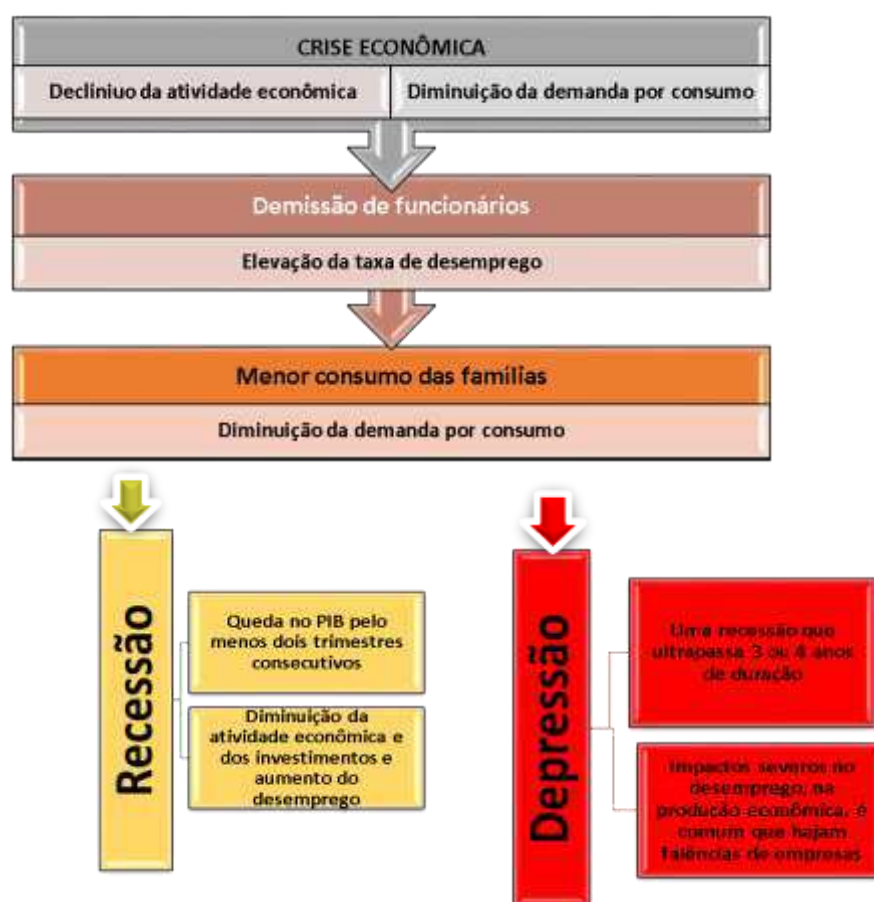 CRISE ECONÔMICA
Decliniuo da atividade econômica
Diminuição da demanda por consumo
Demissão de funcionários
Elevação da taxa de desemprego
Menor consumo das famílias
Diminuição da demanda por consumo
Recessão
Queda no PIB pelo
menos dois trimestres
consecutivos
Diminuição da
atividade econômica e
dos investimentos e
aumento do
desemprego
Depressão
Uma recessão que
ultrapassa 3 ou 4 anos
de duração
Impactos severos no
desemprego, na
produção econômica, é
comum que hajam
falências de empresas